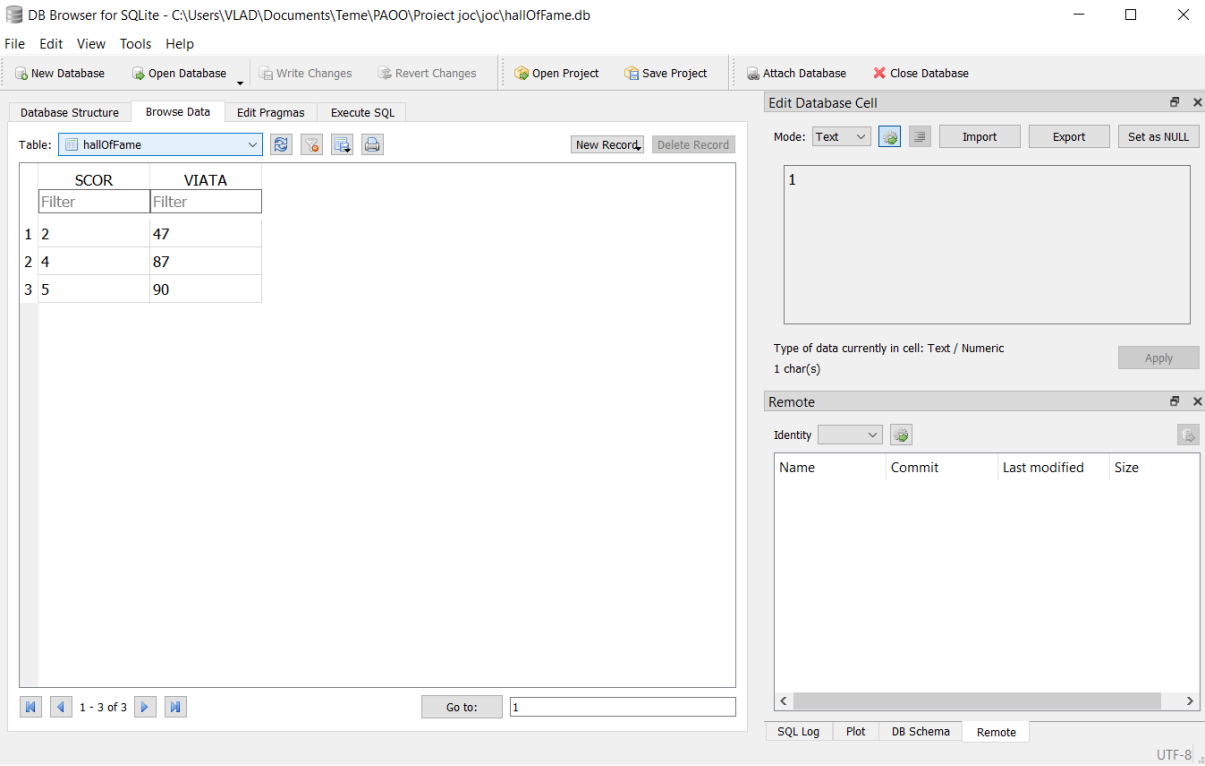 DB Browser for SQLite - C:\Users\VLAD\Documents\Teme\PAOO\Proiect joc\joc\hallOfFame.db
File Edit View Tools Help
New Database Open Database Write Changes Revert Changes Open Project Save Project Attach Database Close Database
Database Structure Browse Data Edit Pragmas Execute SQL
Table: hallOfFame New Record Delete Record
SCOR VIATA
Filter Filter
1 2 47
2 4 87
3 5 90
1 - 3 of 3 Go to: 1
Edit Database Cell
Mode: Text Import Export Set as NULL
1
Type of data currently in cell: Text / Numeric
1 char(s)
Apply
Remote
Identity
Name Commit Last modified Size
SQL Log Plot DB Schema Remote
UTF-8